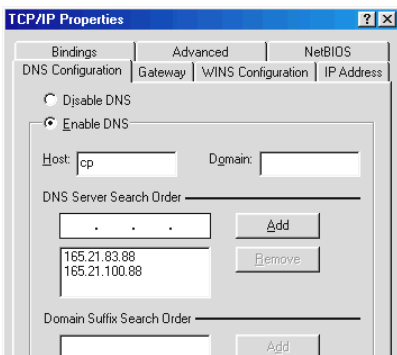 TCP/IP Properties ? ×
Bindings Advanced NetBIOS
DNS Configuration Gateway WINS Configuration IP Address
Disable DNS
Enable DNS
Host: cp Domain:
DNS Server Search Order
. . . Add
165.21.83.88 Remove
165.21.100.88
Domain Suffix Search Order
Add